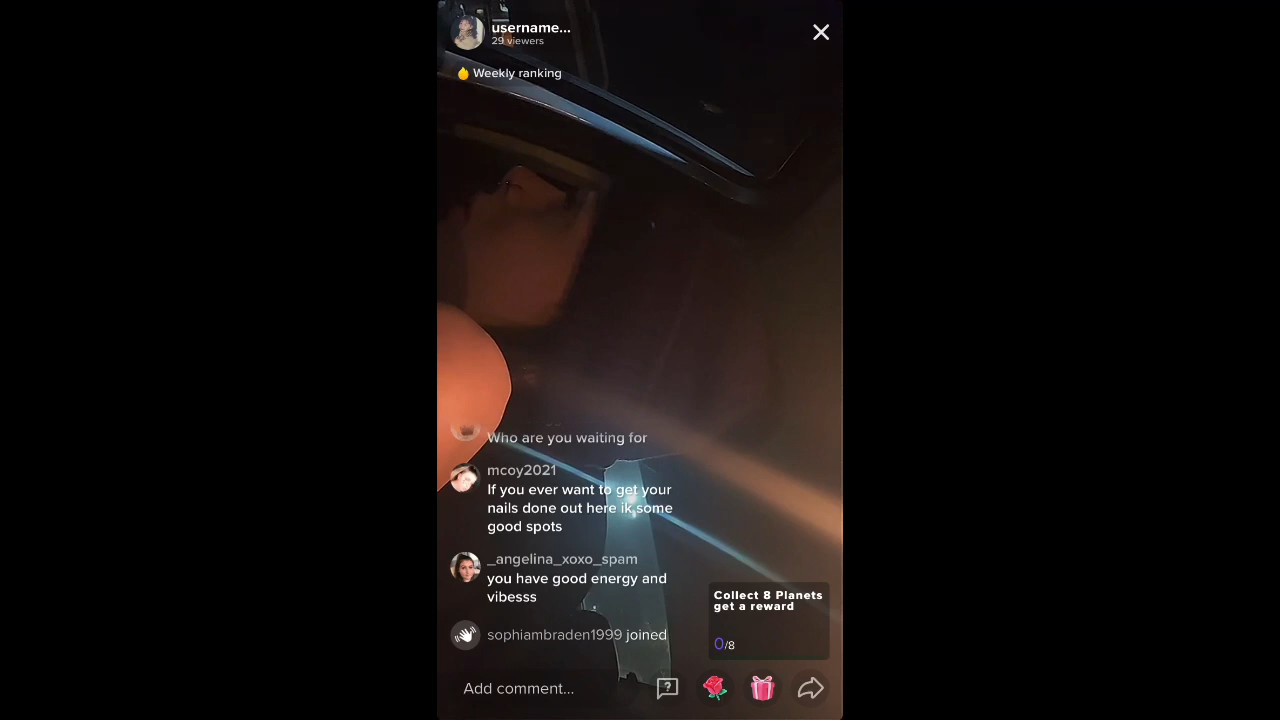 username...
29 viewers
Weekly ranking
Who are you waiting for
mcoy2021
If you ever want to get your
nails done out here ik some
good spots
_angelina_xoxo_spam
you have good energy and
vibesss
sophiambraden1999 joined
Collect 8 Planets
get a reward
0/8
Add comment...